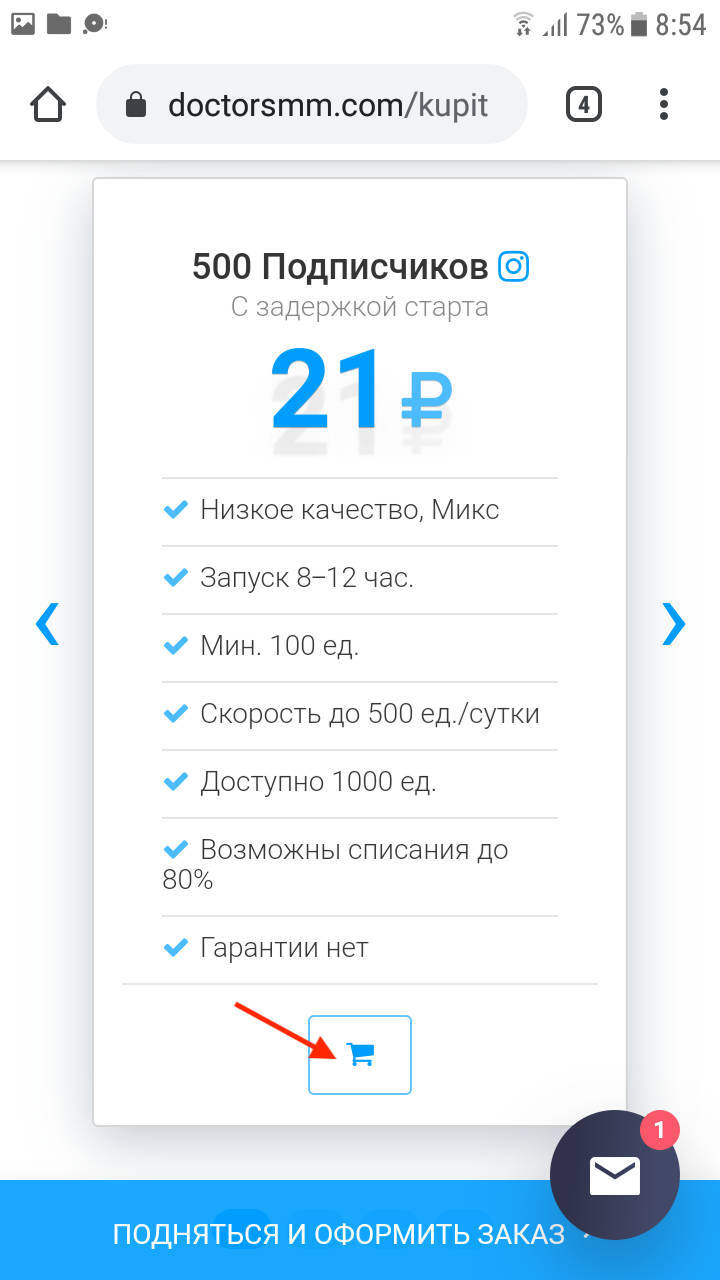 73% 8:54
doctorsmm.com/kupit
4
500 Подписчиков
С задержкой старта
21 ₽
Низкое качество, Микс
Запуск 8–12 час.
Мин. 100 ед.
Скорость до 500 ед./сутки
Доступно 1000 ед.
Возможны списания до
80%
Гарантии нет
1
ПОДНЯТЬСЯ И ОФОРМИТЬ ЗАКАЗ